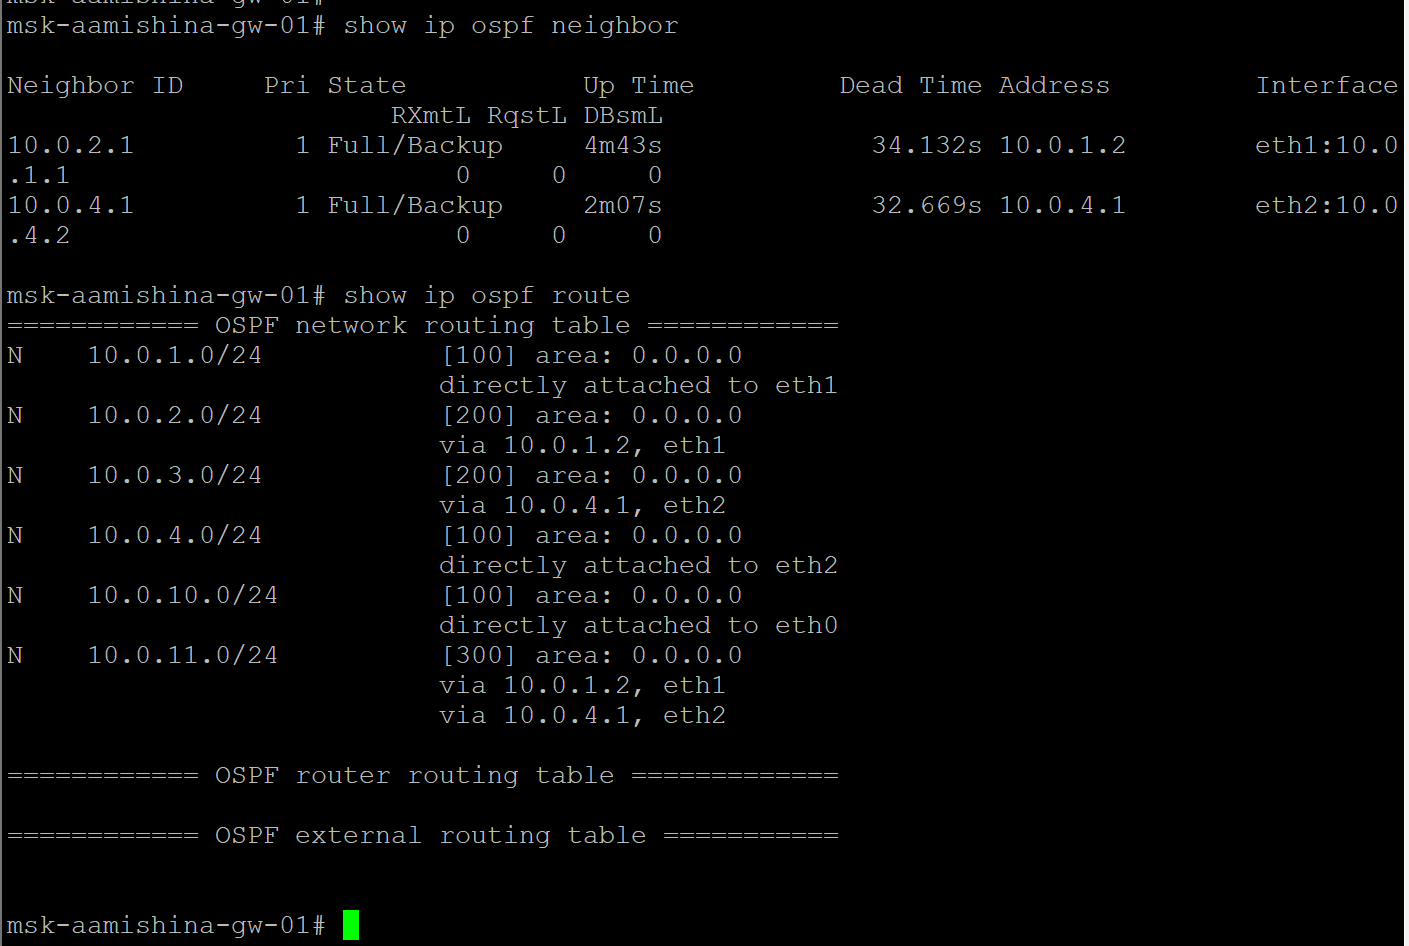 msk-aamishina-gw-01#
msk-aamishina-gw-01# show ip ospf neighbor
Neighbor ID     Pri State           Up Time         Dead Time Address         Interface
                        RXmtL RqstL DBsmL
10.0.2.1          1 Full/Backup     4m43s             34.132s 10.0.1.2        eth1:10.0
.1.1                        0     0     0
10.0.4.1          1 Full/Backup     2m07s             32.669s 10.0.4.1        eth2:10.0
.4.2                        0     0     0
msk-aamishina-gw-01# show ip ospf route
============ OSPF network routing table ============
N    10.0.1.0/24           [100] area: 0.0.0.0
                           directly attached to eth1
N    10.0.2.0/24           [200] area: 0.0.0.0
                           via 10.0.1.2, eth1
N    10.0.3.0/24           [200] area: 0.0.0.0
                           via 10.0.4.1, eth2
N    10.0.4.0/24           [100] area: 0.0.0.0
                           directly attached to eth2
N    10.0.10.0/24          [100] area: 0.0.0.0
                           directly attached to eth0
N    10.0.11.0/24          [300] area: 0.0.0.0
                           via 10.0.1.2, eth1
                           via 10.0.4.1, eth2
============ OSPF router routing table =============
============ OSPF external routing table ===========
msk-aamishina-gw-01#